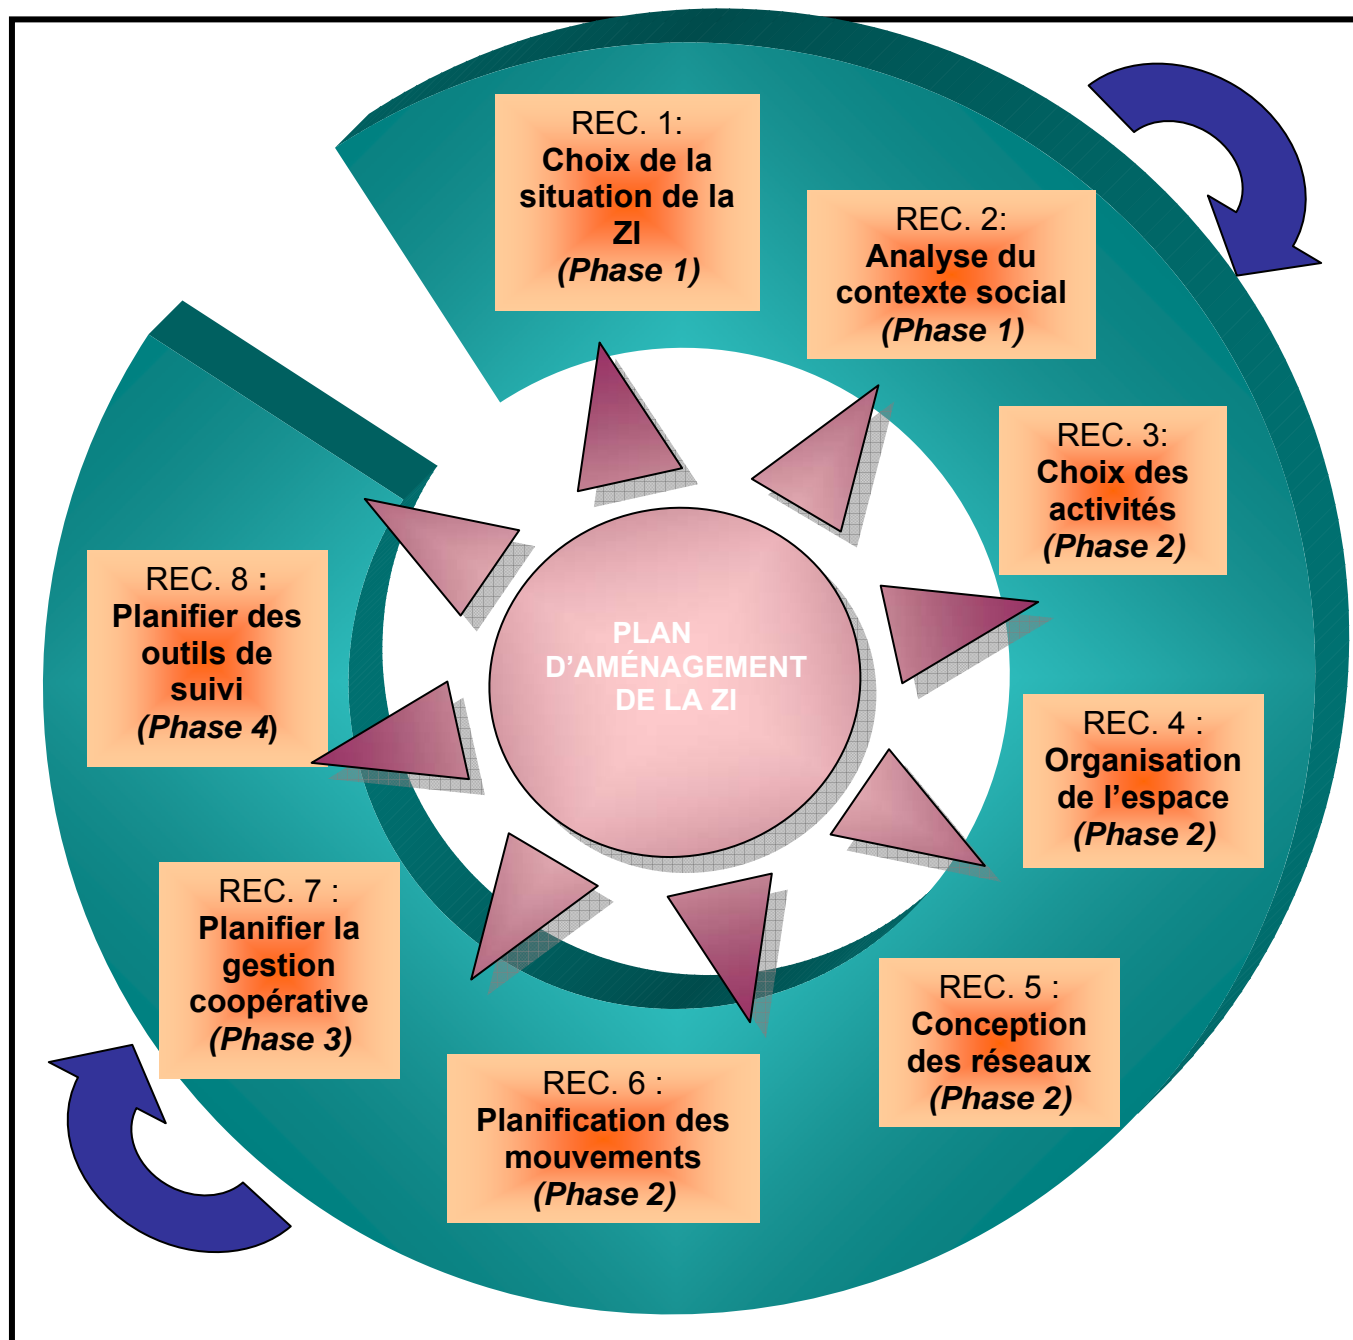 REC. 1:
Choix de la
situation de la
ZI
(Phase 1)
REC. 2:
Analyse du
contexte social
(Phase 1)
REC. 3:
Choix des
activités
(Phase 2)
REC. 4 :
Organisation
de l’espace
(Phase 2)
REC. 5 :
Conception
des réseaux
(Phase 2)
REC. 6 :
Planification des
mouvements
(Phase 2)
REC. 7 :
Planifier la
gestion
coopérative
(Phase 3)
REC. 8 :
Planifier des
outils de
suivi
(Phase 4)
PLAN
D’AMÉNAGEMENT
DE LA ZI